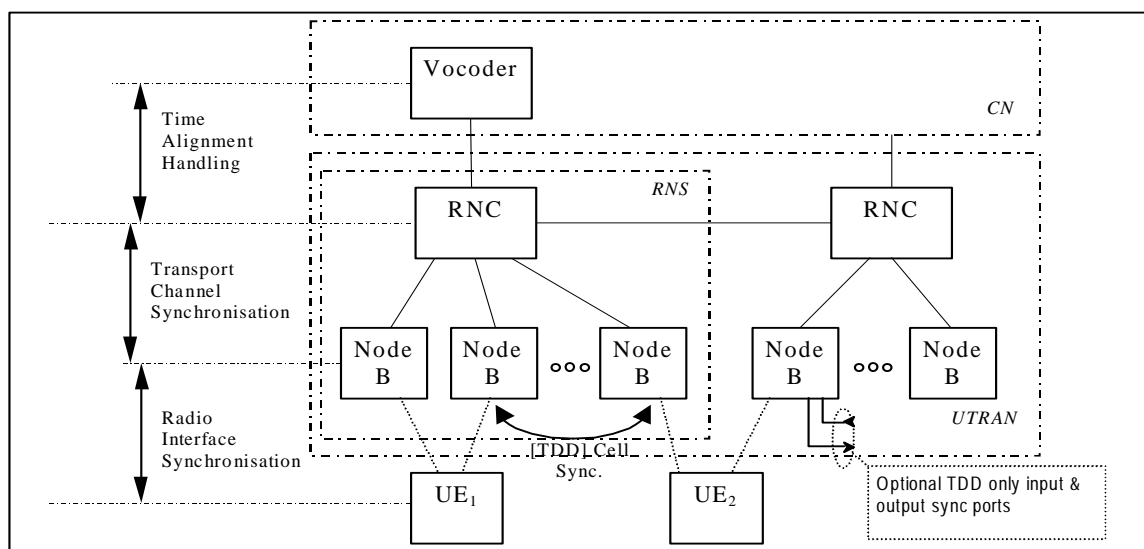 Vocoder
CN
Time
Alignment
Handling
RNS
RNC
RNC
Transport
Channel
Synchronisation
Node
B
Node
B
Node
B
Node
B
Node
B
UTRAN
Radio
Interface
Synchronisation
[TDD] Cell
Sync.
UE1
UE2
Optional TDD only input &
output sync ports